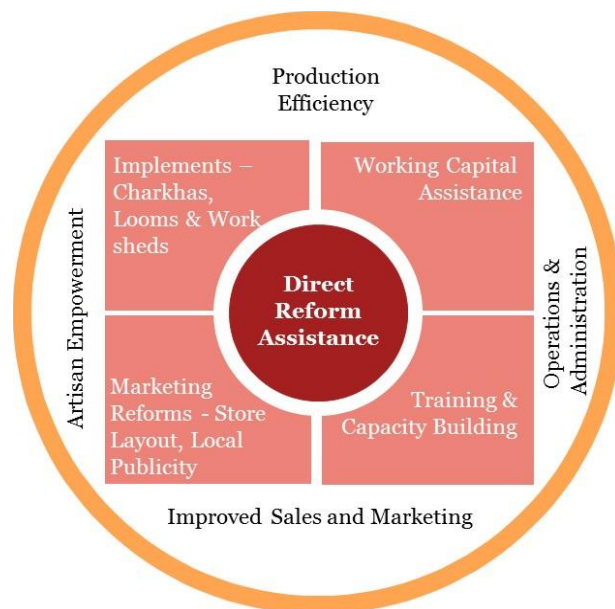 Production
Efficiency
Implements –
Charkhas,
Looms & Work
sheds
Working Capital
Assistance
Artisan Empowerment
Direct
Reform
Assistance
Operations &
Administration
Marketing
Reforms - Store
Layout, Local
Publicity
Training &
Capacity Building
Improved Sales and Marketing